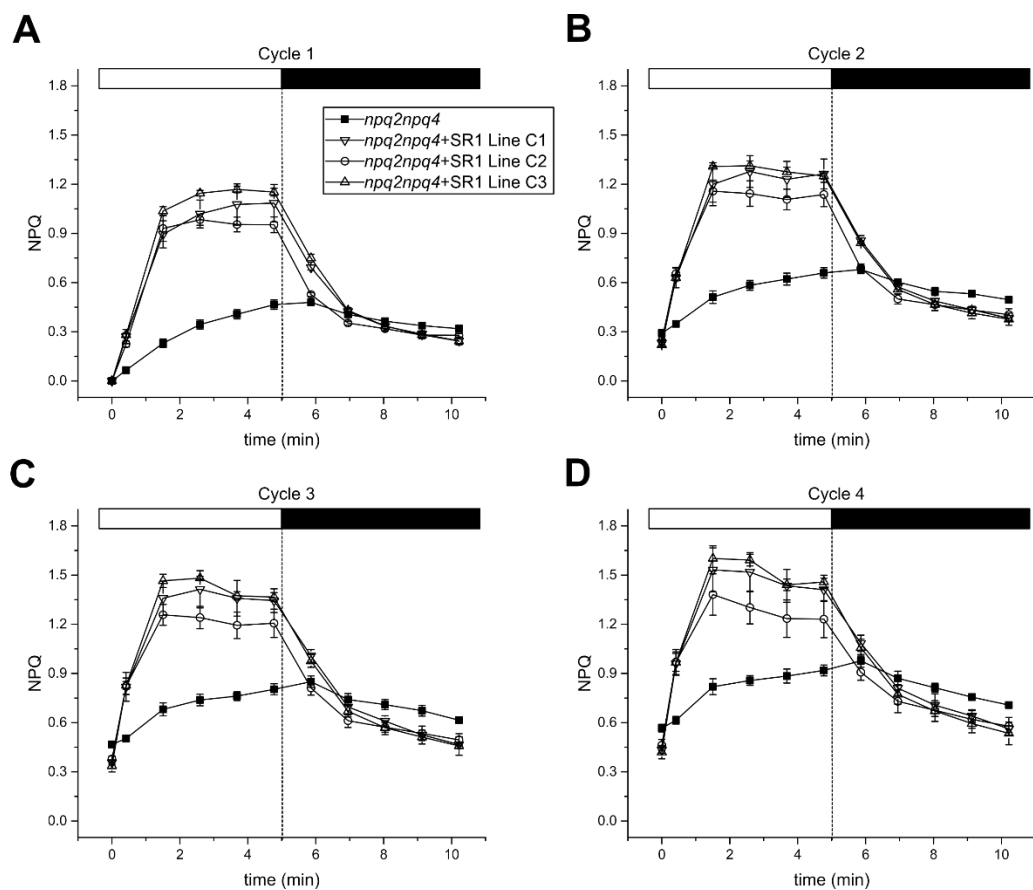 A
Cycle 1
1.8
1.5
1.2
0.9
0.6
0.3
0.0
NPQ
npq2npq4
npq2npq4+SR1 Line C1
npq2npq4+SR1 Line C2
npq2npq4+SR1 Line C3
0 2 4 6 8 10
time (min)
B
Cycle 2
1.8
1.5
1.2
0.9
0.6
0.3
0.0
NPQ
0 2 4 6 8 10
time (min)
C
Cycle 3
1.8
1.5
1.2
0.9
0.6
0.3
0.0
NPQ
0 2 4 6 8 10
time (min)
D
Cycle 4
1.8
1.5
1.2
0.9
0.6
0.3
0.0
NPQ
0 2 4 6 8 10
time (min)